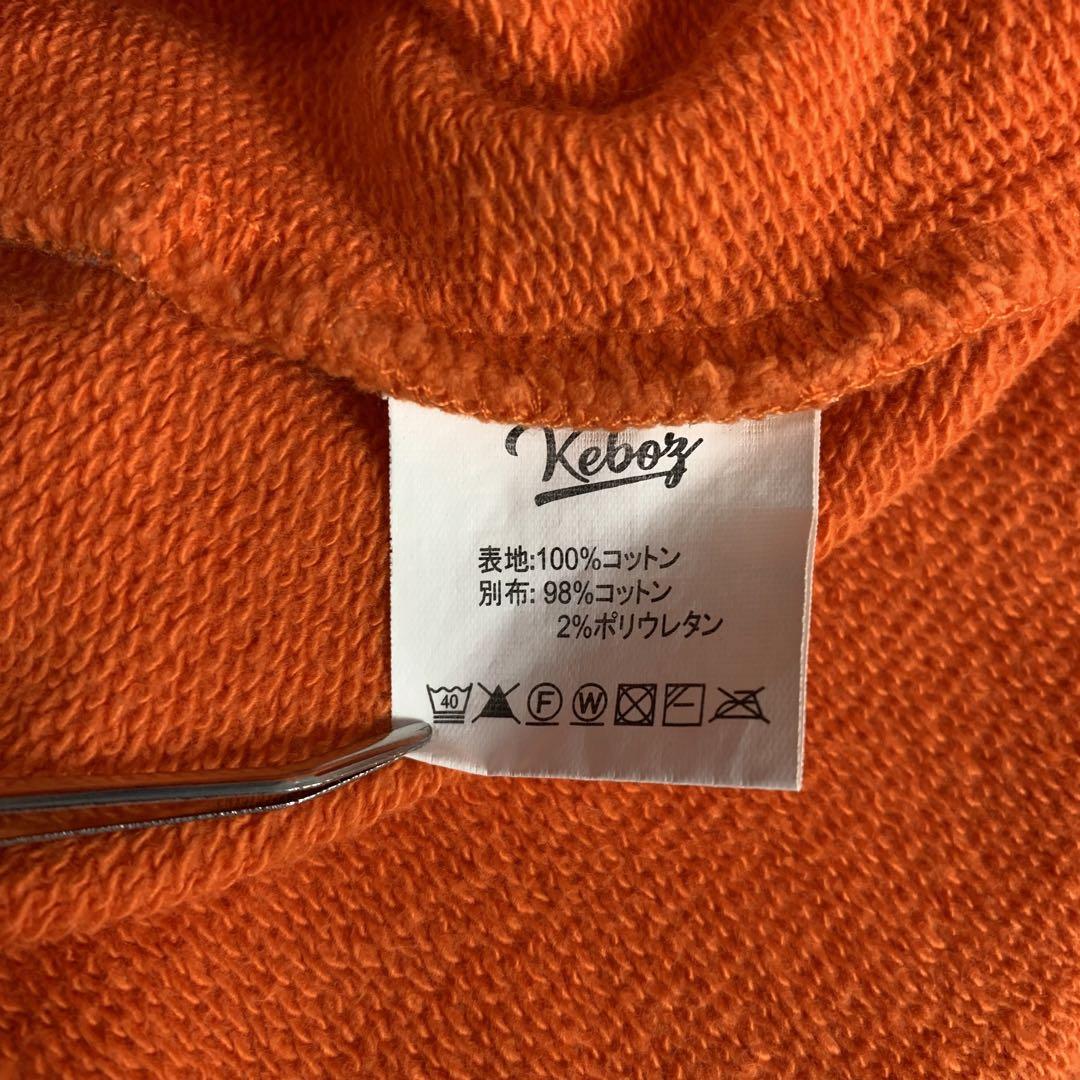 Keboz
表地:100%コットン
別布: 98%コットン
2%ポリウレタン
40 F W